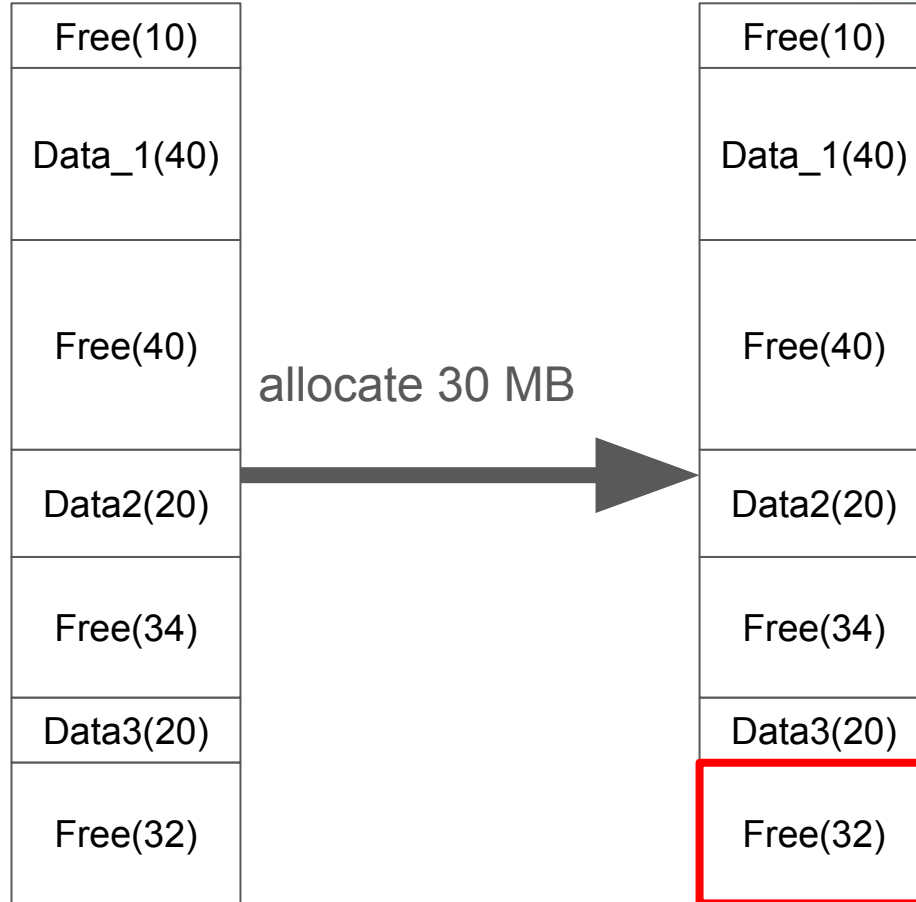 Free(10)
Data_1(40)
Free(40)
Data2(20)
Free(34)
Data3(20)
Free(32)
allocate 30 MB
Free(10)
Data_1(40)
Free(40)
Data2(20)
Free(34)
Data3(20)
Free(32)